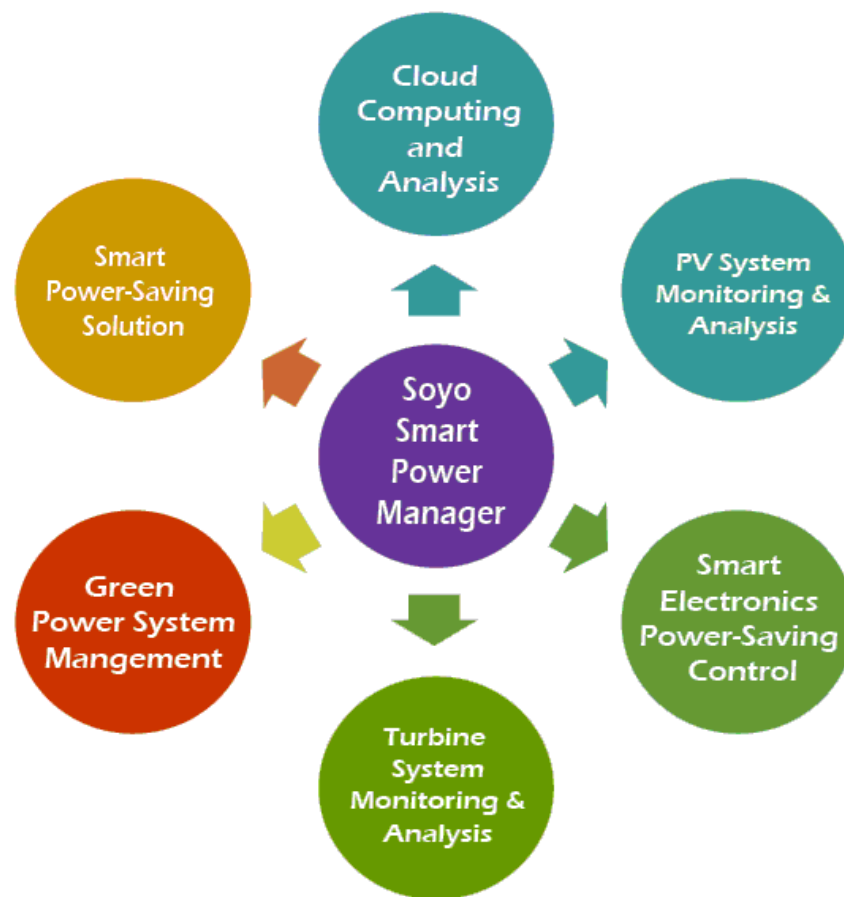 Cloud
Computing
and
Analysis
PV System
Monitoring &
Analysis
Smart
Electronics
Power-Saving
Control
Turbine
System
Monitoring &
Analysis
Green
Power System
Mangement
Smart
Power-Saving
Solution
Soyo
Smart
Power
Manager